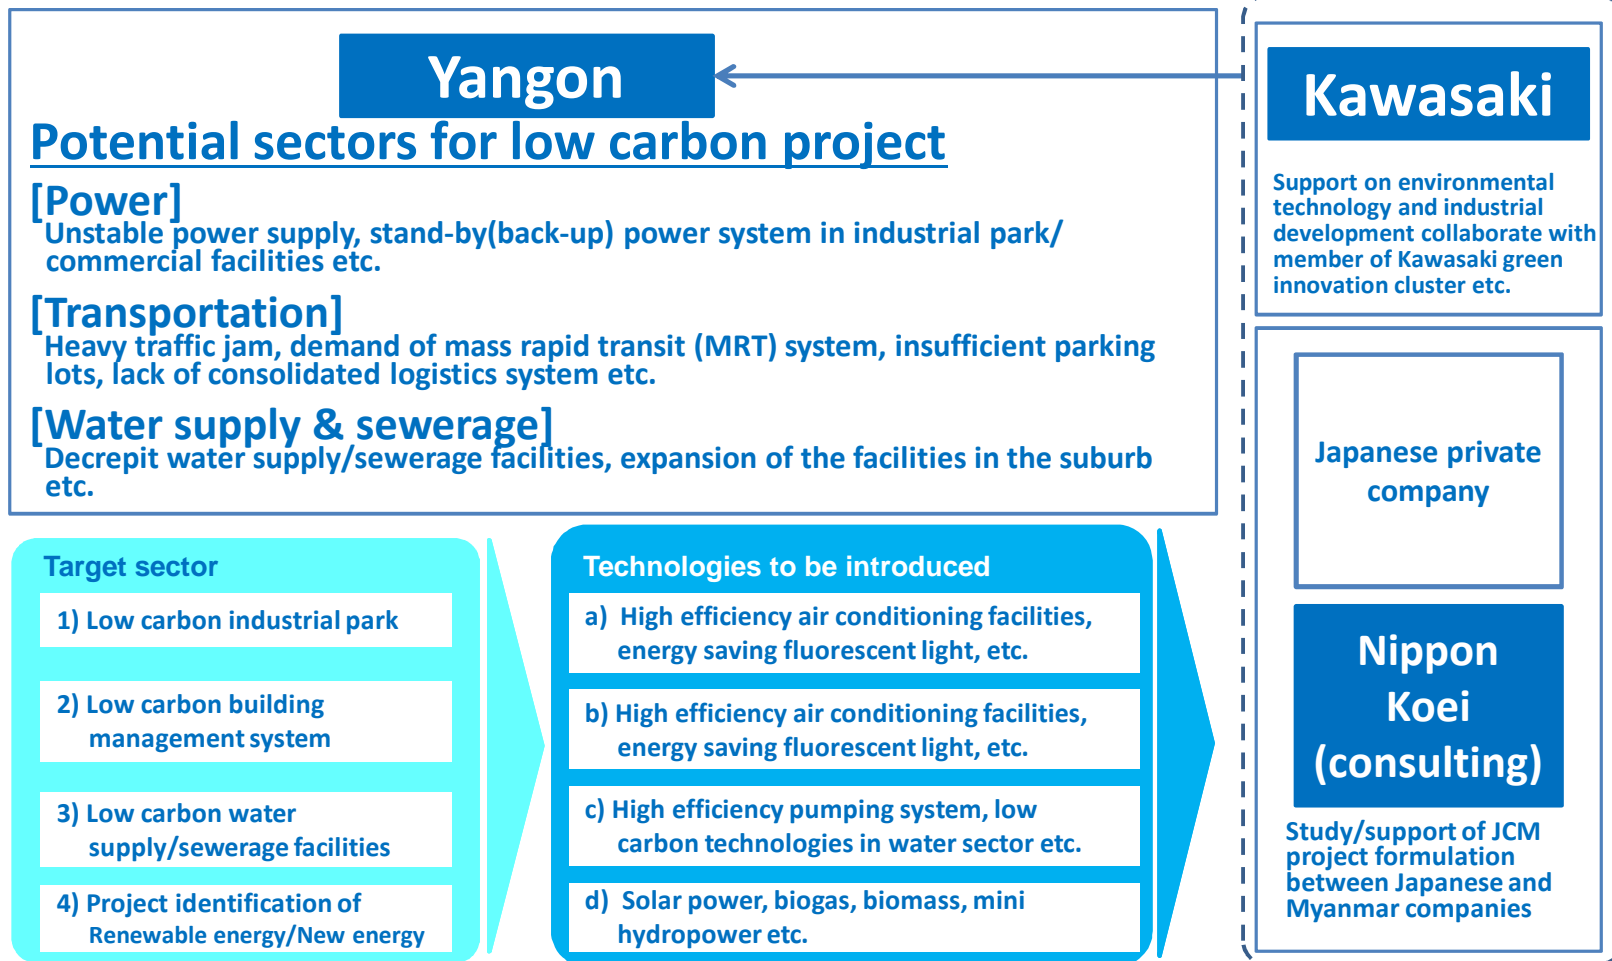 Yangon
Potential sectors for low carbon project
[Power]
Unstable power supply, stand-by(back-up) power system in industrial park/
commercial facilities etc.
[Transportation]
Heavy traffic jam, demand of mass rapid transit (MRT) system, insufficient parking
lots, lack of consolidated logistics system etc.
[Water supply & sewerage]
Decrepit water supply/sewerage facilities, expansion of the facilities in the suburb
etc.
Target sector
1) Low carbon industrial park
2) Low carbon building
management system
3) Low carbon water
supply/sewerage facilities
4) Project identification of
Renewable energy/New energy
Technologies to be introduced
a) High efficiency air conditioning facilities,
energy saving fluorescent light, etc.
b) High efficiency air conditioning facilities,
energy saving fluorescent light, etc.
c) High efficiency pumping system, low
carbon technologies in water sector etc.
d) Solar power, biogas, biomass, mini
hydropower etc.
Kawasaki
Support on environmental
technology and industrial
development collaborate with
member of Kawasaki green
innovation cluster etc.
Japanese private
company
Nippon
Koei
(consulting)
Study/support of JCM
project formulation
between Japanese and
Myanmar companies